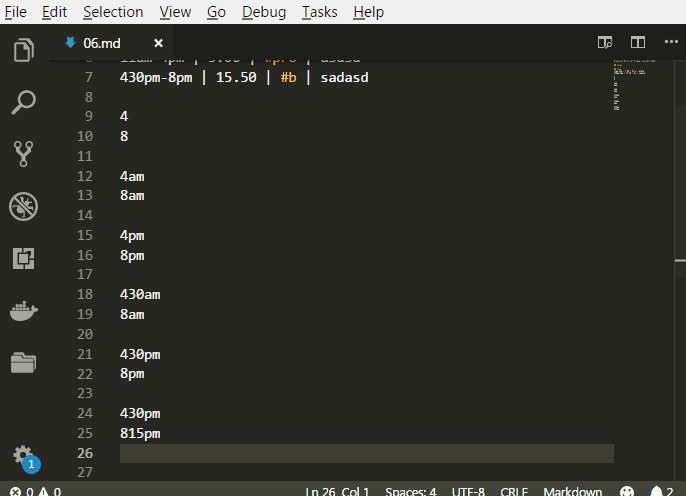 File Edit Selection View Go Debug Tasks Help
06.md
7 430pm-8pm | 15.50 | #b | sadasd
8
9 4
10 8
11
12 4am
13 8am
14
15 4pm
16 8pm
17
18 430am
19 8am
20
21 430pm
22 8pm
23
24 430pm
25 815pm
26
27
1
0 0 Ln 26, Col 1 Spaces: 4 UTF-8 CRLF Markdown 2